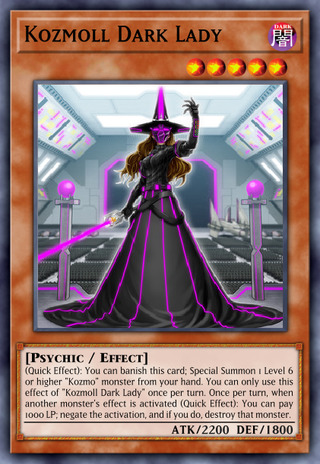 Kozmoll Dark Lady
DARK
闇
[Psychic / Effect]
(Quick Effect): You can banish this card; Special Summon 1 Level 6
or higher "Kozmo" monster from your hand. You can only use this
effect of "Kozmoll Dark Lady" once per turn. Once per turn, when
another monster's effect is activated (Quick Effect): You can pay
1000 LP; negate the activation, and if you do, destroy that monster.
ATK/2200 DEF/1800